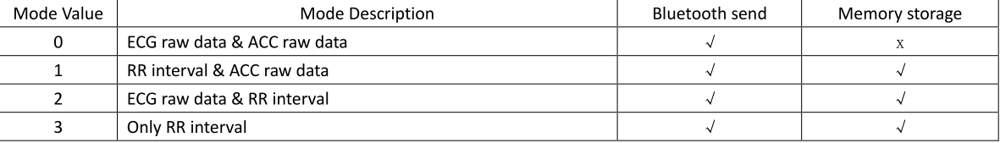 Mode Value Mode Description Bluetooth send Memory storage
0 ECG raw data & ACC raw data √ x
1 RR interval & ACC raw data √ √
2 ECG raw data & RR interval √ √
3 Only RR interval √ √